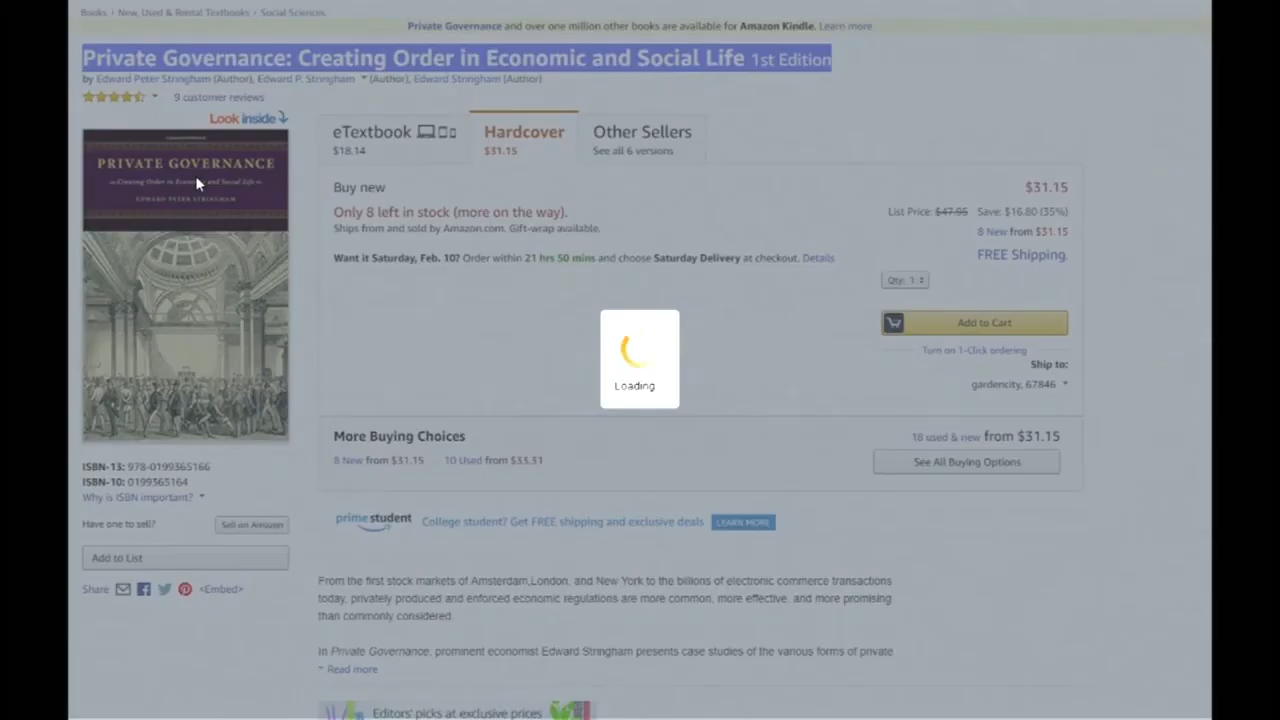 Books › New, Used & Rental Textbooks › Social Sciences
Private Governance and over one million other books are available for Amazon Kindle. Learn more
Private Governance: Creating Order in Economic and Social Life 1st Edition
by Edward Peter Stringham (Author), Edward P. Stringham (Author), Edward Stringham (Author)
9 customer reviews
Look inside
PRIVATE GOVERNANCE
Creating Order in Economic and Social Life
EDWARD PETER STRINGHAM
eTextbook
$18.14
Hardcover
$31.15
Other Sellers
See all 6 versions
Buy new
$31.15
Only 8 left in stock (more on the way).
Ships from and sold by Amazon.com. Gift-wrap available.
List Price: $47.95 Save: $16.80 (35%)
8 New from $31.15
FREE Shipping.
Want it Saturday, Feb. 10? Order within 21 hrs 50 mins and choose Saturday Delivery at checkout. Details
Qty: 1
Add to Cart
Turn on 1-Click ordering
Ship to:
gardencity, 67846
Loading
More Buying Choices
8 New from $31.15 10 Used from $33.31
18 used & new from $31.15
See All Buying Options
ISBN-13: 978-0199365166
ISBN-10: 0199365164
Why is ISBN important?
Have one to sell? Sell on Amazon
Add to List
Share <Embed>
prime student College student? Get FREE shipping and exclusive deals LEARN MORE
From the first stock markets of Amsterdam,London, and New York to the billions of electronic commerce transactions
today, privately produced and enforced economic regulations are more common, more effective, and more promising
than commonly considered.
In Private Governance, prominent economist Edward Stringham presents case studies of the various forms of private
Read more
Editors' picks at exclusive prices